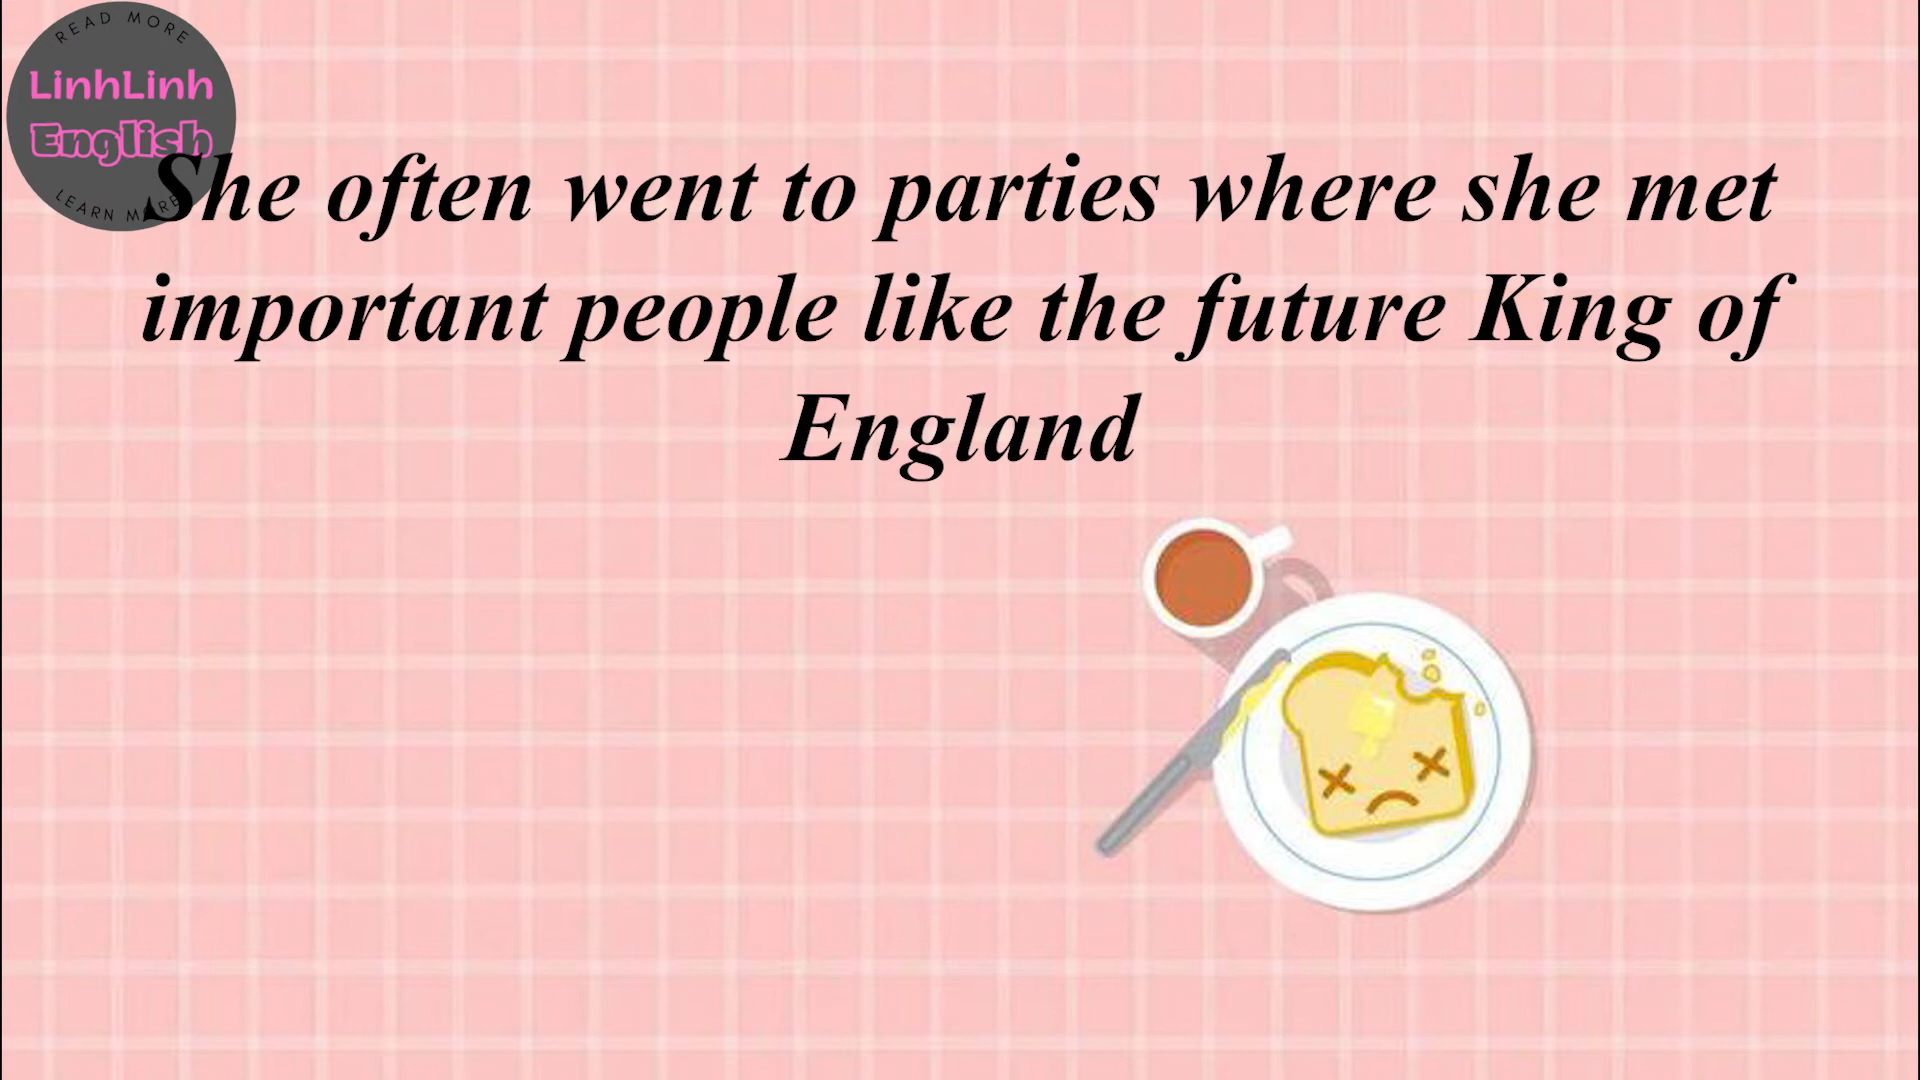 READ MORE
LinhLinh
English
LEARN MORE
She often went to parties where she met
important people like the future King of
England